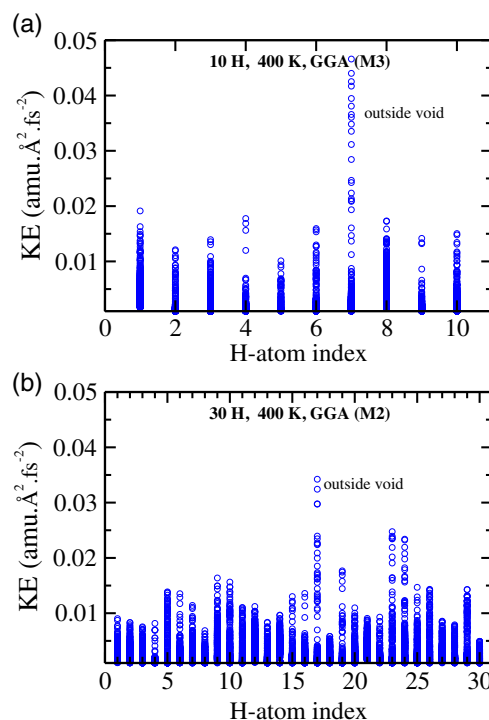 (a)
0.05
10 H, 400 K, GGA (M3)
0.04
outside void
0.03
0.02
0.01
KE (amu.Å².fs⁻²)
0 2 4 6 8 10
H-atom index
(b)
0.05
30 H, 400 K, GGA (M2)
0.04
outside void
0.03
0.02
0.01
KE (amu.Å².fs⁻²)
0 5 10 15 20 25 30
H-atom index